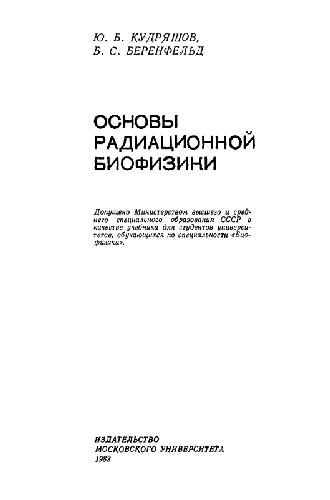 Ю. Б. КУДРЯШОВ,
Б. С. БЕРЕНФЕЛЬД
ОСНОВЫ
РАДИАЦИОННОЙ
БИОФИЗИКИ
Допущено Министерством высшего и сред-
него специального образования СССР в
качестве учебника для студентов универси-
тетов, обучающихся по специальности «Био-
физика».
ИЗДАТЕЛЬСТВО
МОСКОВСКОГО УНИВЕРСИТЕТА